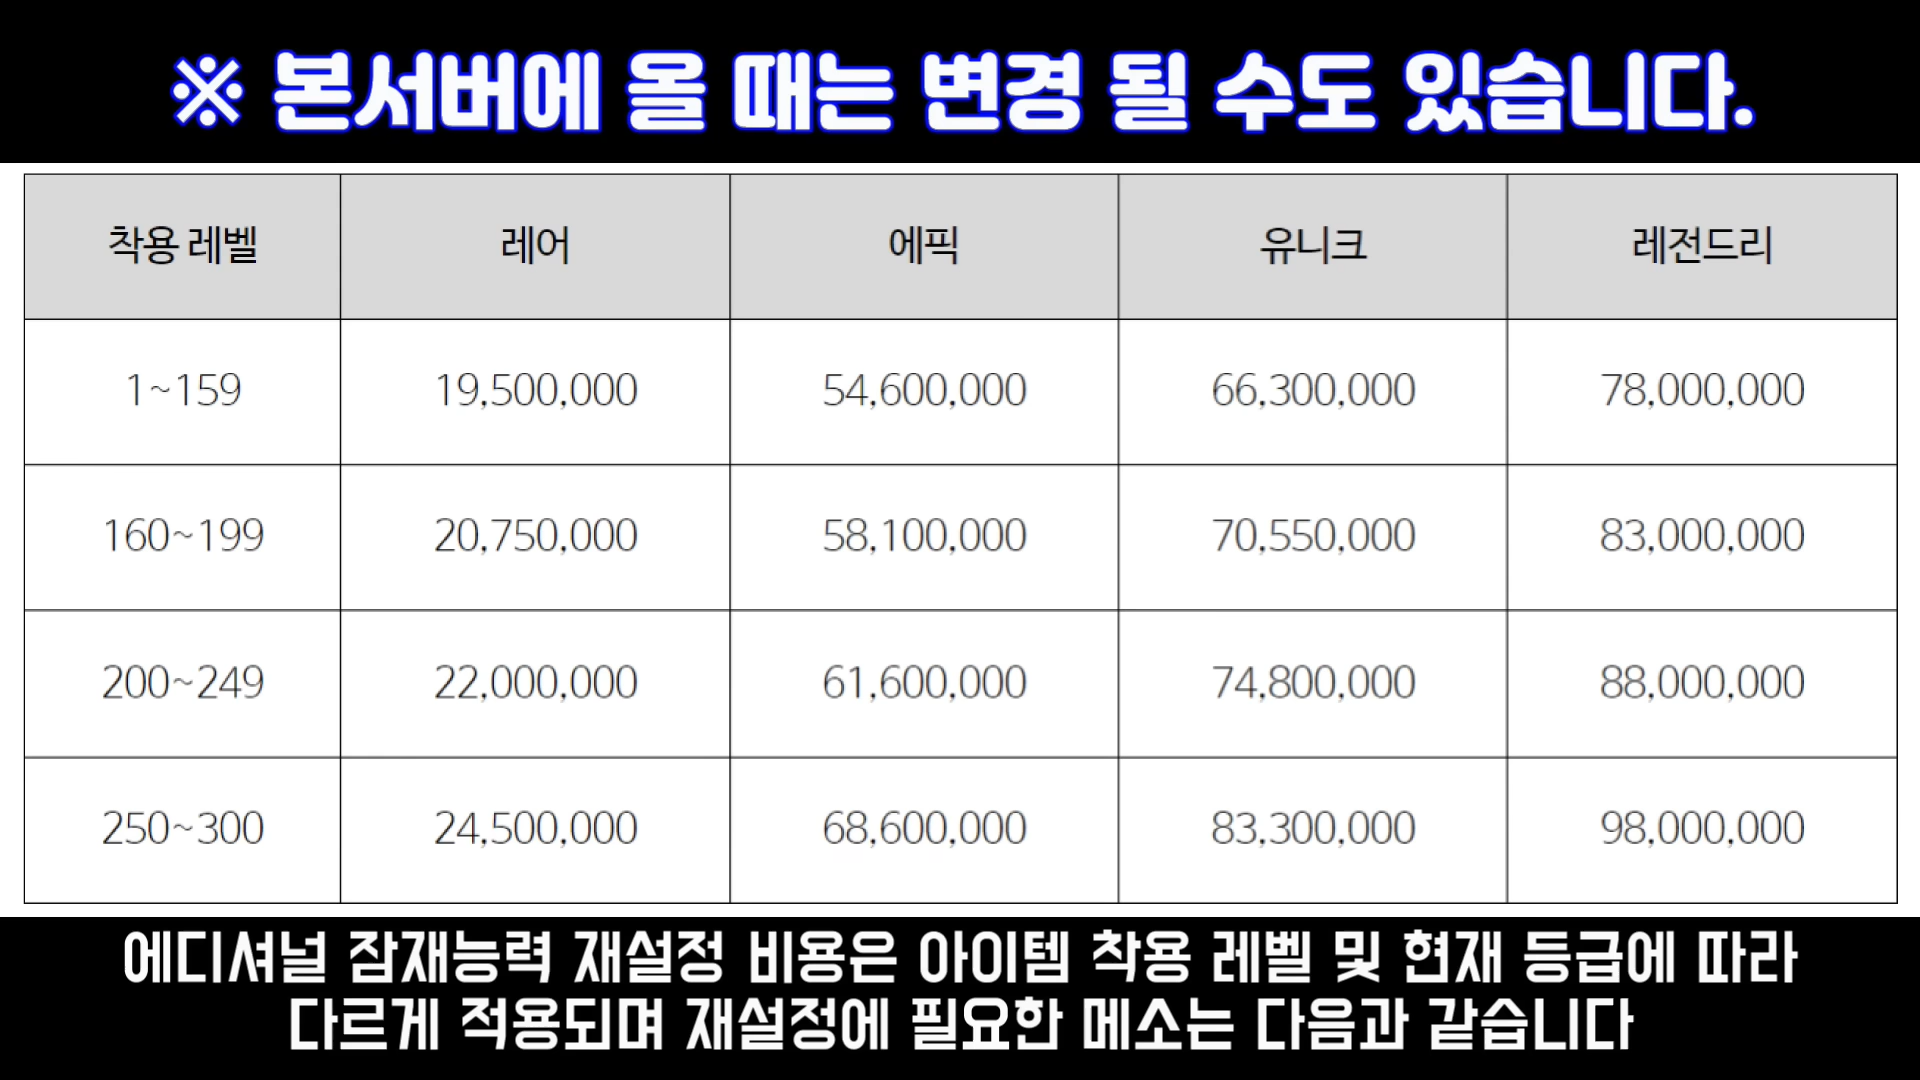 ※ 본서버에 올 때는 변경 될 수도 있습니다.
착용 레벨 레어 에픽 유니크 레전드리
1~159 19,500,000 54,600,000 66,300,000 78,000,000
160~199 20,750,000 58,100,000 70,550,000 83,000,000
200~249 22,000,000 61,600,000 74,800,000 88,000,000
250~300 24,500,000 68,600,000 83,300,000 98,000,000
에디셔널 잠재능력 재설정 비용은 아이템 착용 레벨 및 현재 등급에 따라
다르게 적용되며 재설정에 필요한 메소는 다음과 같습니다